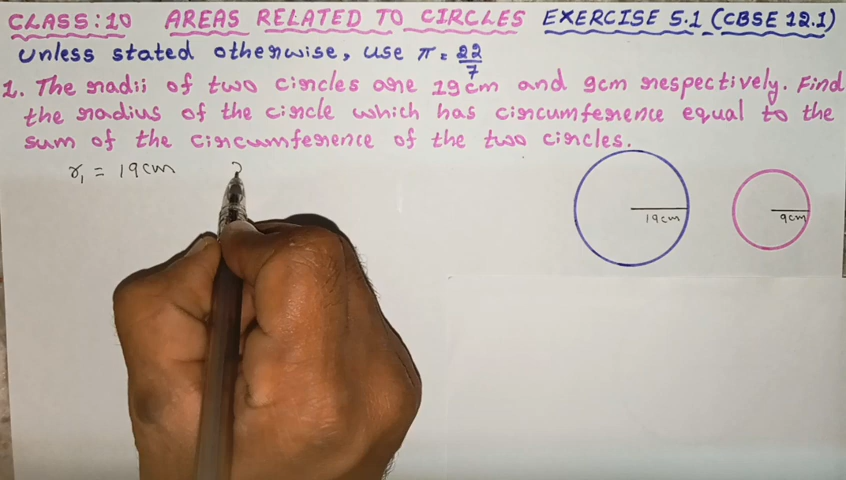 CLASS:10 AREAS RELATED TO CIRCLES EXERCISE 5.1 (CBSE 12.1)
Unless stated otherwise, use π = 22/7
1. The radii of two circles are 19cm and 9cm respectively. Find
the radius of the circle which has circumference equal to the
sum of the circumference of the two circles.
r₁ = 19cm
19cm
9cm